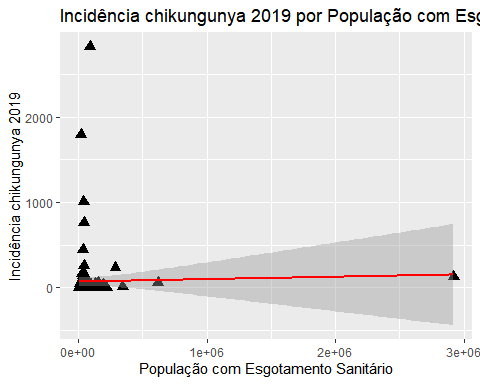 Incidência chikungunya 2019 por População com Esg
Incidência chikungunya 2019
2000
1000
0
0e+00 1e+06 2e+06 3e+06
População com Esgotamento Sanitário